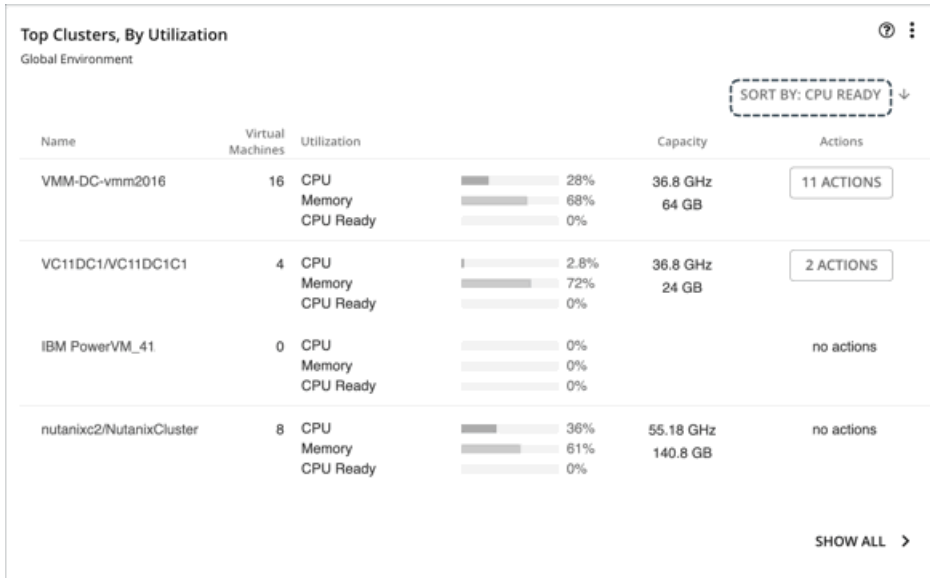 Top Clusters, By Utilization
Global Environment
SORT BY: CPU READY
Name Virtual Machines Utilization Capacity Actions
VMM-DC-vmm2016 16 CPU 28% 36.8 GHz 11 ACTIONS
Memory 68% 64 GB
CPU Ready 0%
VC11DC1/VC11DC1C1 4 CPU 2.8% 36.8 GHz 2 ACTIONS
Memory 72% 24 GB
CPU Ready 0%
IBM PowerVM_41 0 CPU 0% no actions
Memory 0%
CPU Ready 0%
nutanixc2/NutanixCluster 8 CPU 36% 55.18 GHz no actions
Memory 61% 140.8 GB
CPU Ready 0%
SHOW ALL